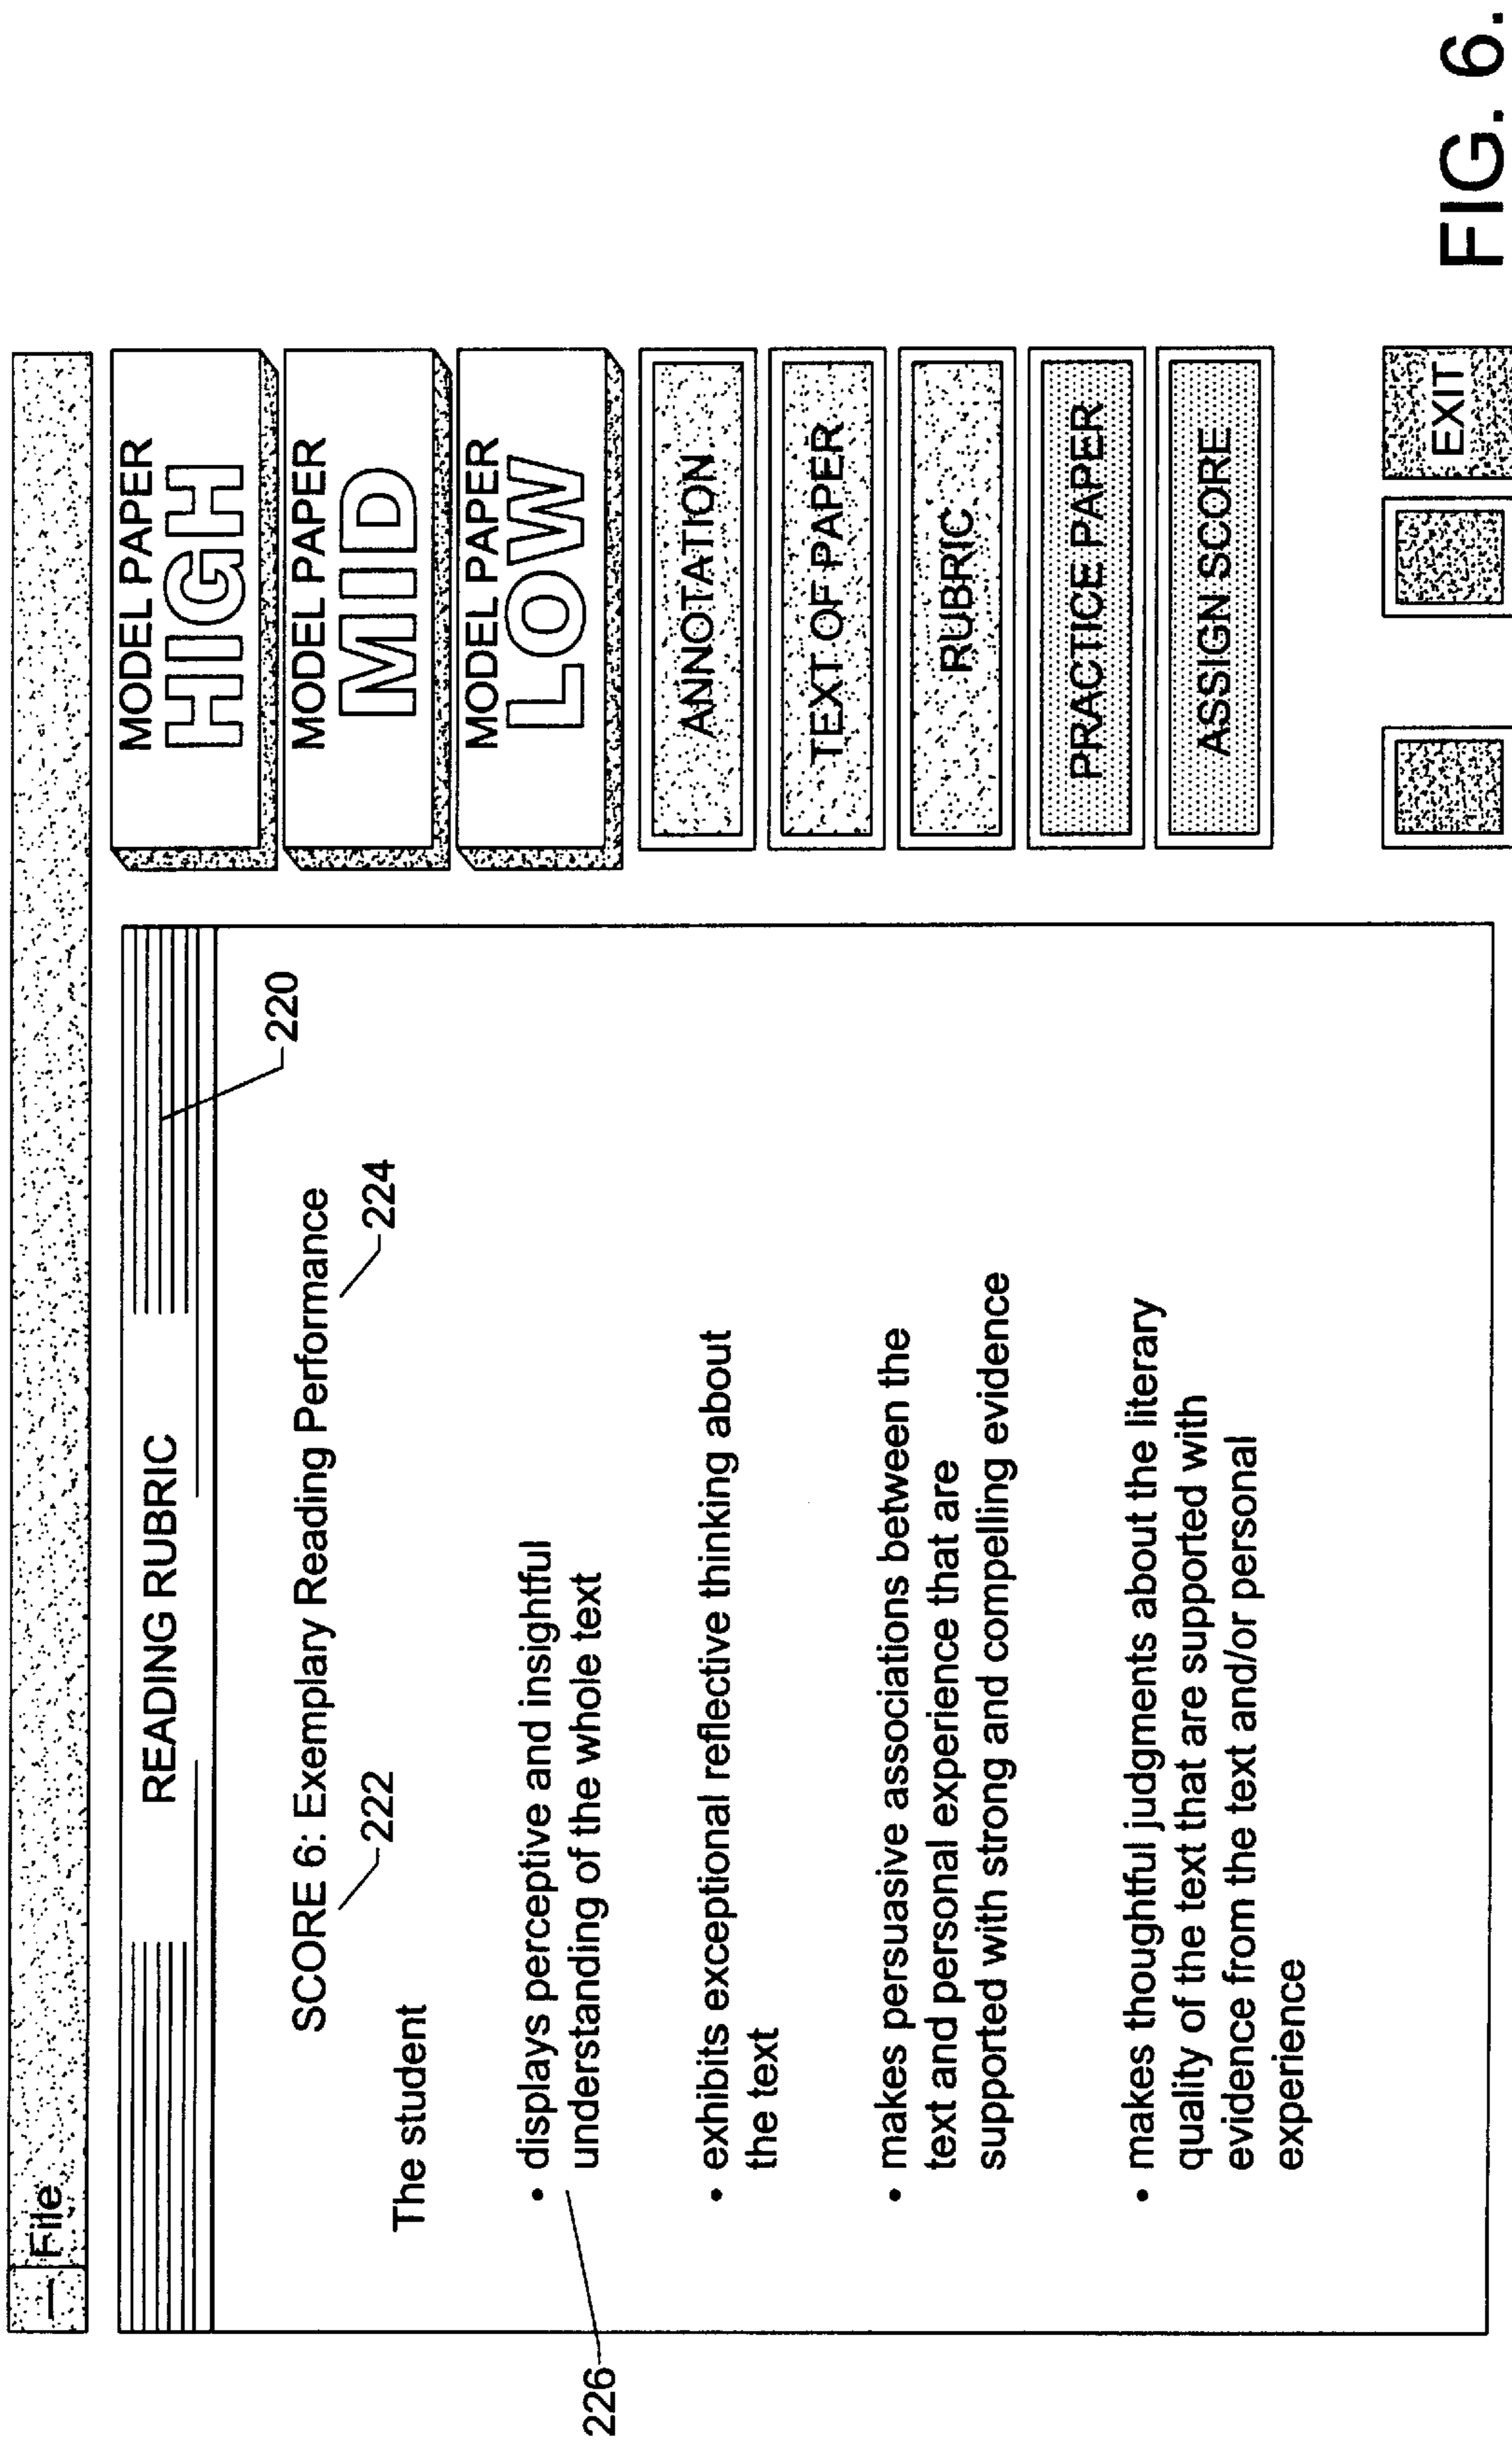 File
READING RUBRIC
220
SCORE 6: Exemplary Reading Performance
222
224
The student
• displays perceptive and insightful
understanding of the whole text
226
• exhibits exceptional reflective thinking about
the text
• makes persuasive associations between the
text and personal experience that are
supported with strong and compelling evidence
• makes thoughtful judgments about the literary
quality of the text that are supported with
evidence from the text and/or personal
experience
MODEL PAPER
HIGH
MODEL PAPER
MID
MODEL PAPER
LOW
ANNOTATION
TEXT OF PAPER
RUBRIC
PRACTICE PAPER
ASSIGN SCORE
EXIT
FIG. 6.